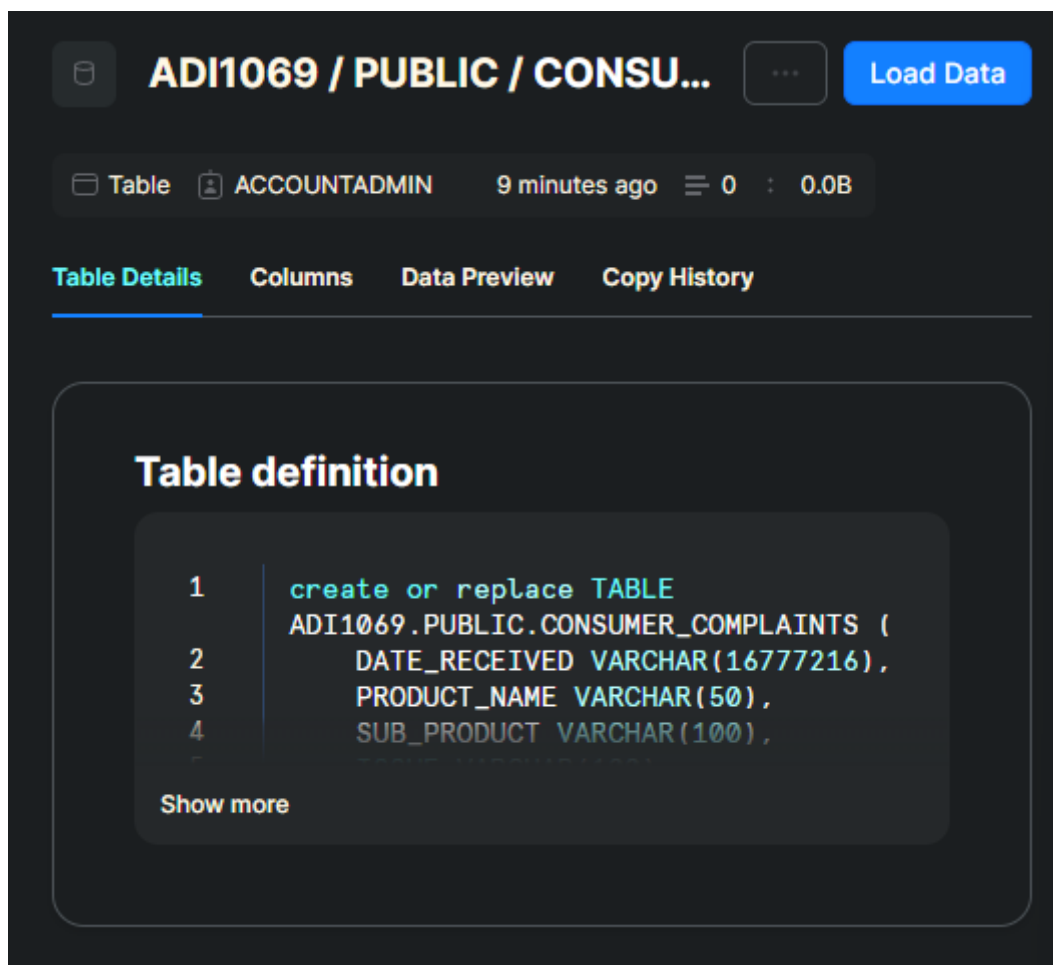 ADI1069 / PUBLIC / CONSU...
...
Load Data
Table ACCOUNTADMIN 9 minutes ago 0 : 0.0B
Table Details Columns Data Preview Copy History
Table definition
1 create or replace TABLE
ADI1069.PUBLIC.CONSUMER_COMPLAINTS (
2 DATE_RECEIVED VARCHAR(16777216),
3 PRODUCT_NAME VARCHAR(50),
4 SUB_PRODUCT VARCHAR(100),
Show more